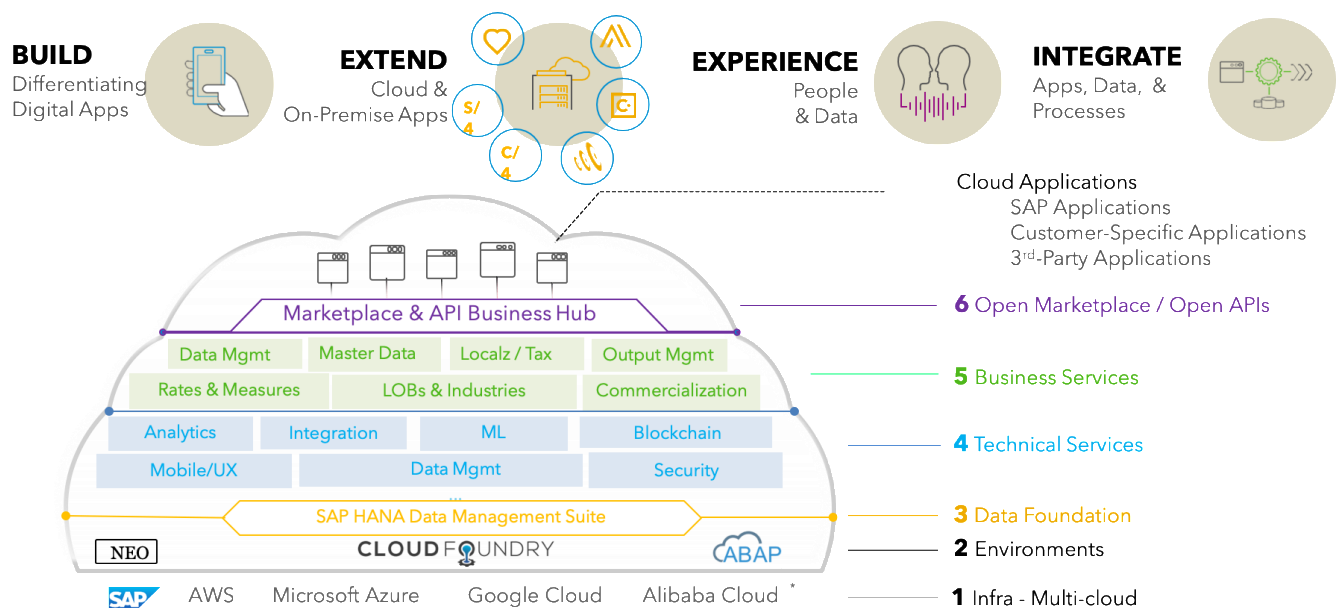 BUILD
Differentiating
Digital Apps
EXTEND
Cloud &
On-Premise Apps
S/
4
C/
4
C·
EXPERIENCE
People
& Data
INTEGRATE
Apps, Data, &
Processes
Cloud Applications
SAP Applications
Customer-Specific Applications
3rd-Party Applications
Marketplace & API Business Hub
6 Open Marketplace / Open APIs
Data Mgmt Master Data Localz / Tax Output Mgmt
Rates & Measures LOBs & Industries Commercialization
5 Business Services
Analytics Integration ML Blockchain
Mobile/UX Data Mgmt Security
...
4 Technical Services
SAP HANA Data Management Suite
3 Data Foundation
NEO CLOUD FOUNDRY ABAP
2 Environments
SAP AWS Microsoft Azure Google Cloud Alibaba Cloud *
1 Infra - Multi-cloud